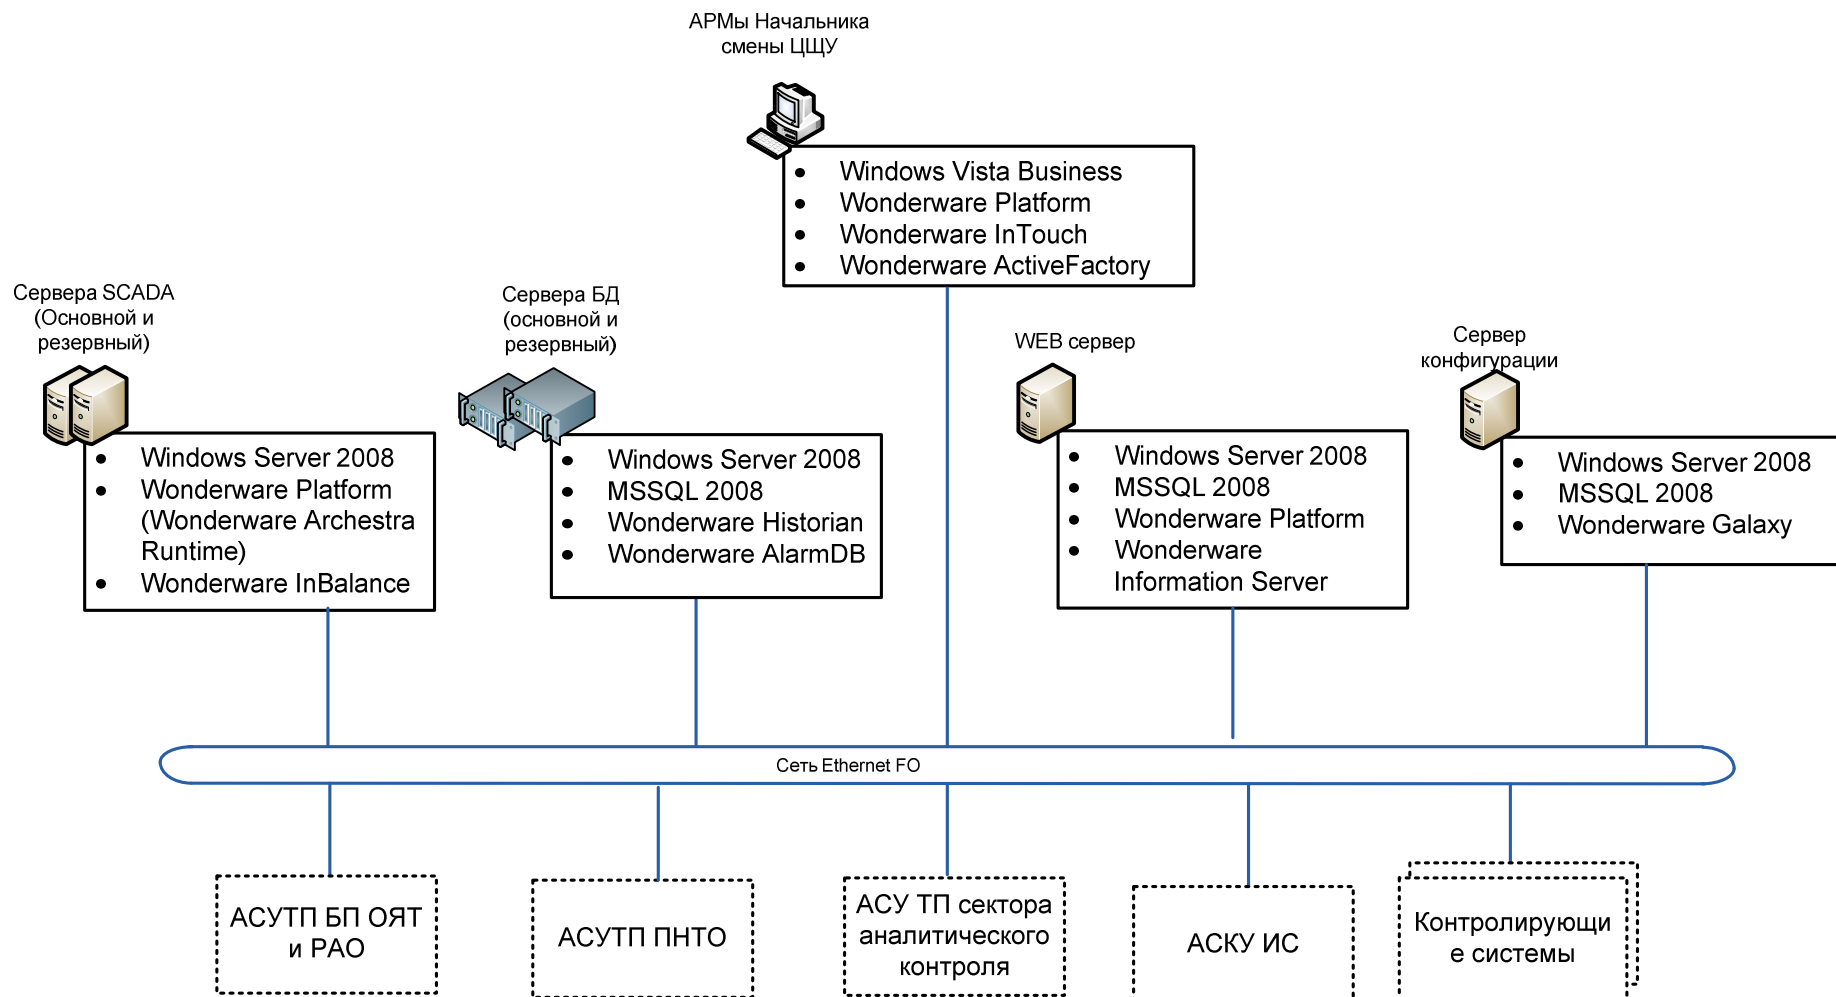 АРМы Начальника
смены ЦЩУ
• Windows Vista Business
• Wonderware Platform
• Wonderware InTouch
• Wonderware ActiveFactory
Сервера SCADA
(Основной и
резервный)
• Windows Server 2008
• Wonderware Platform
(Wonderware Archestra
Runtime)
• Wonderware InBalance
Сервера БД
(основной и
резервный)
• Windows Server 2008
• MSSQL 2008
• Wonderware Historian
• Wonderware AlarmDB
WEB сервер
• Windows Server 2008
• MSSQL 2008
• Wonderware Platform
• Wonderware
Information Server
Сервер
конфигурации
• Windows Server 2008
• MSSQL 2008
• Wonderware Galaxy
Сеть Ethernet FO
АСУТП БП ОЯТ
и РАО
АСУТП ПНТО
АСУ ТП сектора
аналитического
контроля
АСКУ ИС
Контролирующи
е системы